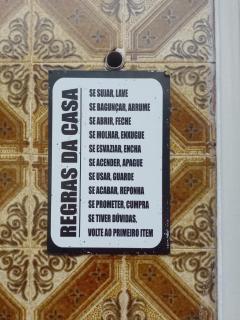 REGRAS DA CASA
SE SUJAR, LAVE
SE BAGUNÇAR, ARRUME
SE ABRIR, FECHE
SE MOLHAR, ENXUGUE
SE ESVAZIAR, ENCHA
SE ACENDER, APAGUE
SE USAR, GUARDE
SE ACABAR, REPONHA
SE PROMETER, CUMPRA
SE TIVER DÚVIDAS,
VOLTE AO PRIMEIRO ITEM